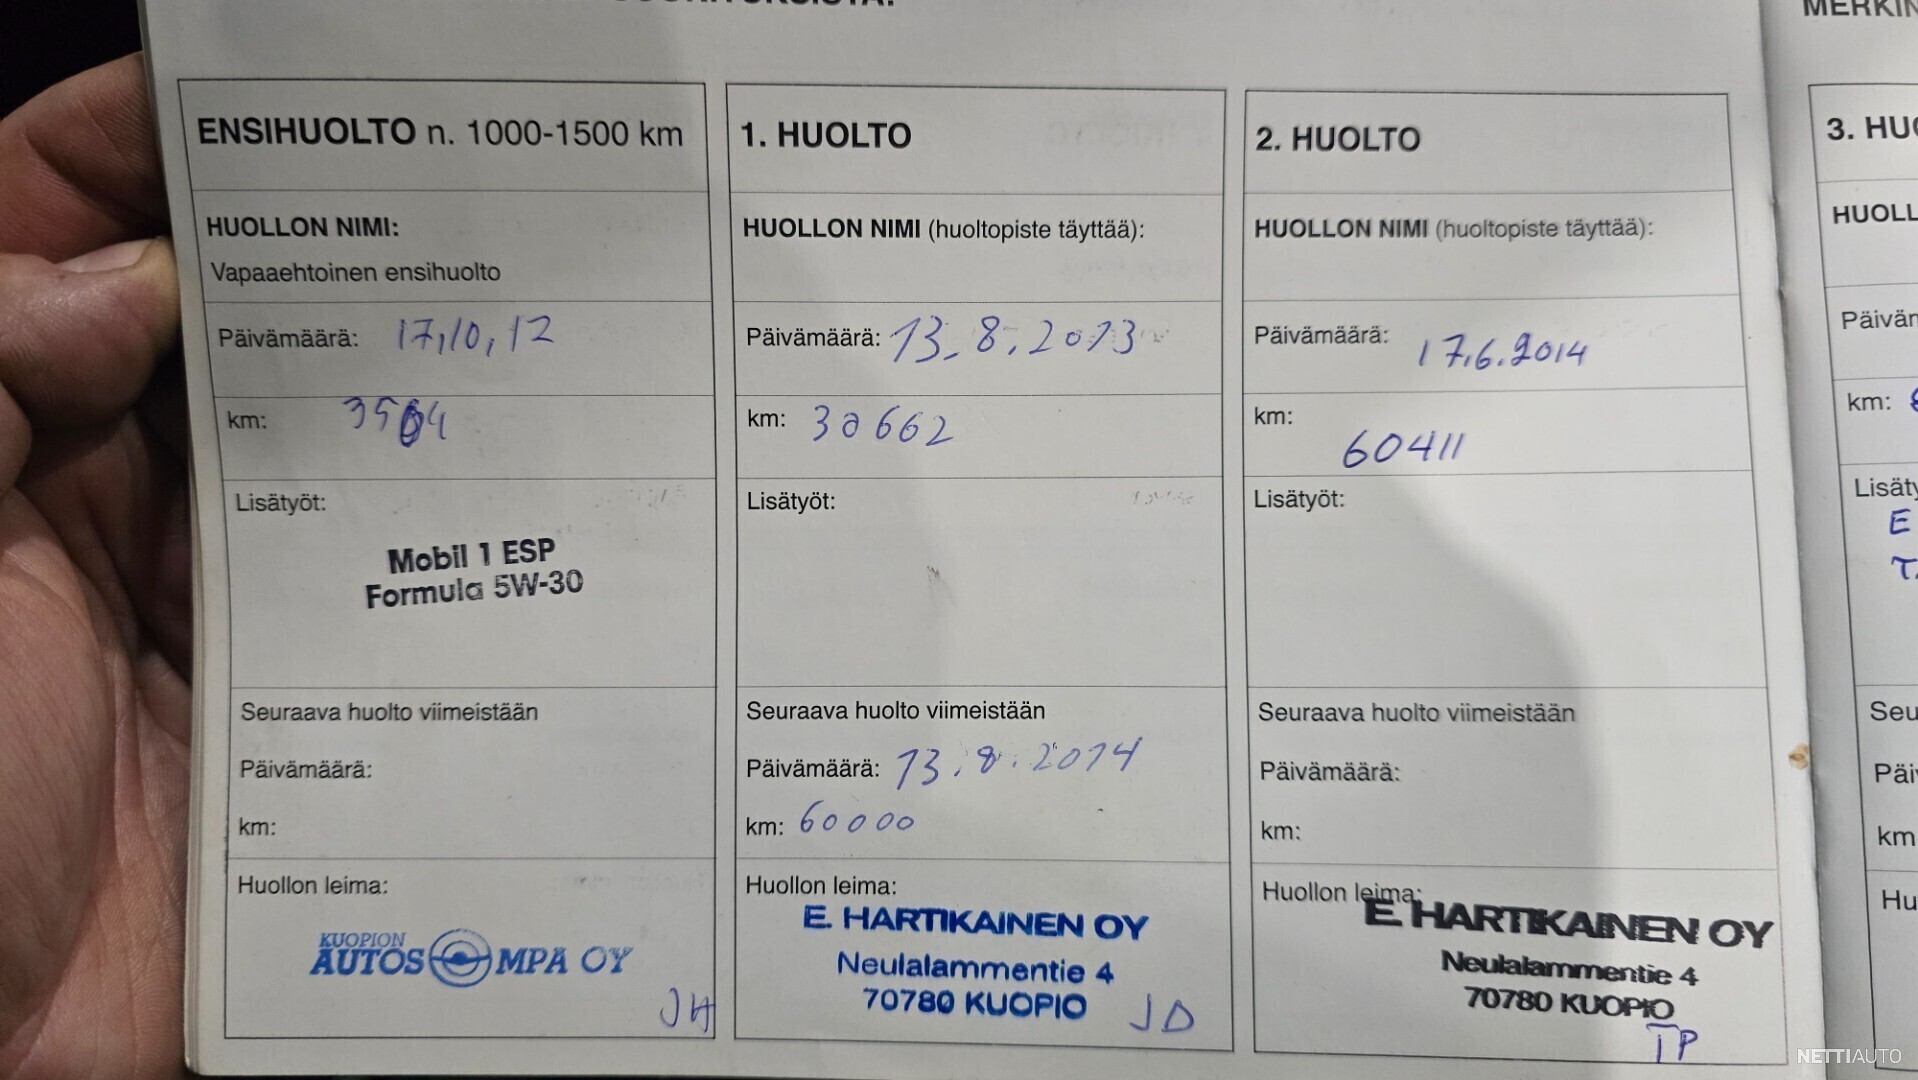 ENSIHUOLTO n. 1000-1500 km
HUOLLON NIMI:
Vapaaehtoinen ensihuolto
Päivämäärä: 17,10,12
km: 3564
Lisätyöt:
Mobil 1 ESP
Formula 5W-30
Seuraava huolto viimeistään
Päivämäärä:
km:
Huollon leima:
KUOPION
AUTOSOMPA OY
JH
1. HUOLTO
HUOLLON NIMI (huoltopiste täyttää):
Päivämäärä: 13.8.2013
km: 30662
Lisätyöt:
Seuraava huolto viimeistään
Päivämäärä: 13.8.2014
km: 60000
Huollon leima:
E. HARTIKAINEN OY
Neulalammentie 4
70780 KUOPIO
JD
2. HUOLTO
HUOLLON NIMI (huoltopiste täyttää):
Päivämäärä: 17.6.2014
km:
60411
Lisätyöt:
Seuraava huolto viimeistään
Päivämäärä:
km:
Huollon leima:
E HARTIKAINEN OY
Neulalammentie 4
70780 KUOPIO
TP
MERKIN
3. HUO
HUOLL
Päivän
km:
Lisäty
E
T
Seu
Päi
km
Hu
NETTIAUTO